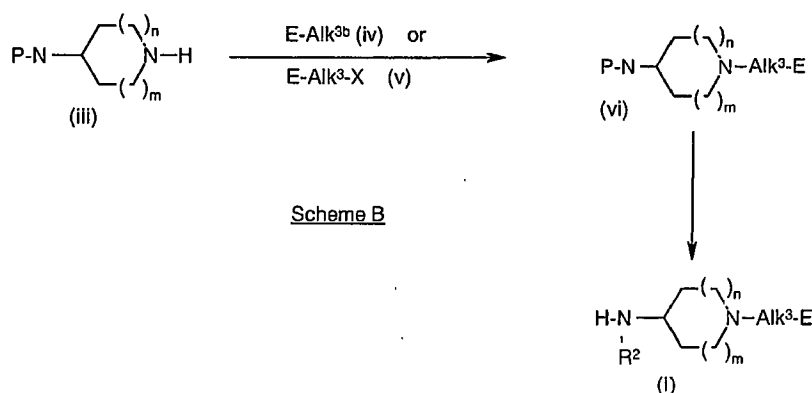 E-Alk³ᵇ (iv) or
E-Alk³-X (v)
P-N ( )n N-H ( )m
(iii)
P-N ( )n N-Alk³-E ( )m
(vi)
Scheme B
H-N R² ( )n N-Alk³-E ( )m
(I)